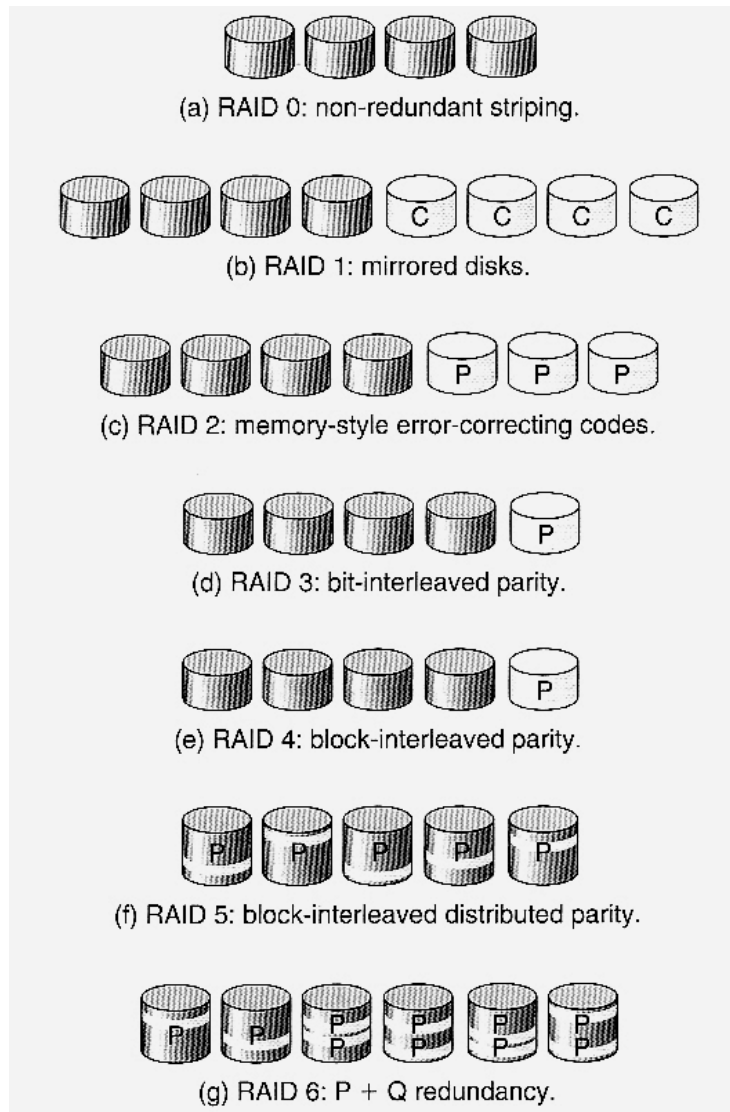 (a) RAID 0: non-redundant striping.
C C C C
(b) RAID 1: mirrored disks.
P P P
(c) RAID 2: memory-style error-correcting codes.
P
(d) RAID 3: bit-interleaved parity.
P
(e) RAID 4: block-interleaved parity.
P P P P P
(f) RAID 5: block-interleaved distributed parity.
P P P P P P
P P P P
(g) RAID 6: P + Q redundancy.